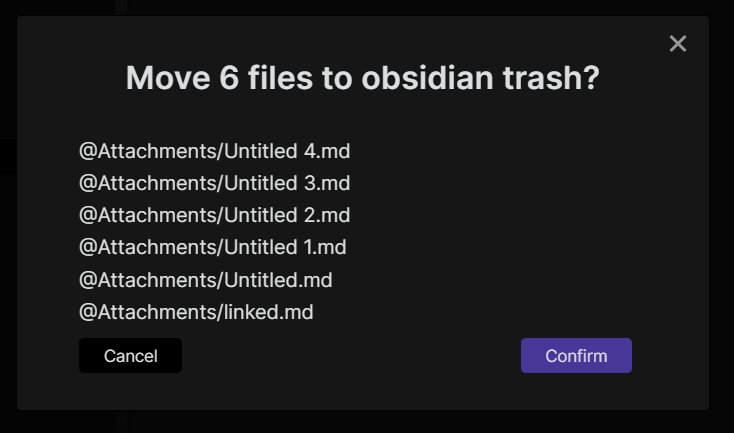 Move 6 files to obsidian trash?
@Attachments/Untitled 4.md
@Attachments/Untitled 3.md
@Attachments/Untitled 2.md
@Attachments/Untitled 1.md
@Attachments/Untitled.md
@Attachments/linked.md
Cancel Confirm